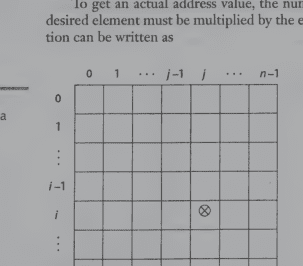 To get an actual address value, the num
desired element must be multiplied by the e
tion can be written as
0 1 ··· j–1 j ··· n–1
0
a
1
⋮
i–1
i ⊗
⋮